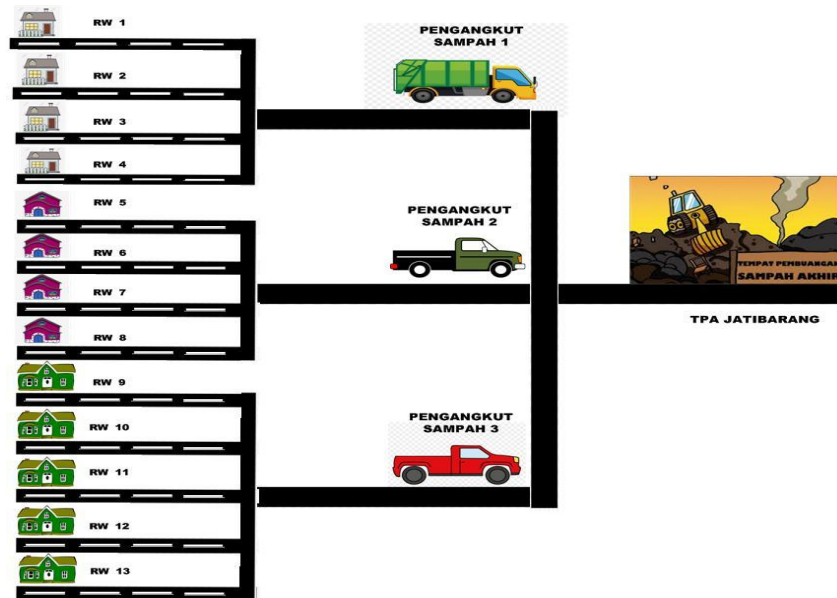 RW 1
RW 2
RW 3
RW 4
RW 5
RW 6
RW 7
RW 8
RW 9
RW 10
RW 11
RW 12
RW 13
PENGANGKUT
SAMPAH 1
PENGANGKUT
SAMPAH 2
PENGANGKUT
SAMPAH 3
TEMPAT PEMBUANGAN
SAMPAH AKHIR
TPA JATIBARANG